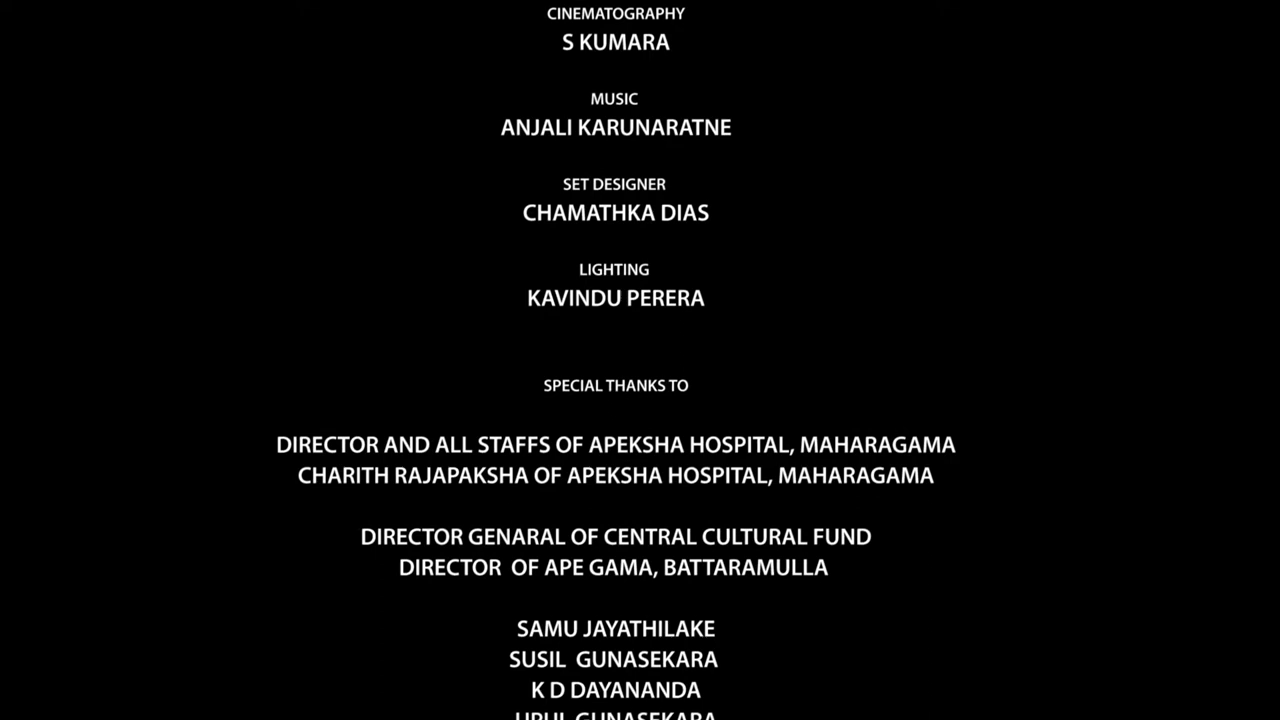 CINEMATOGRAPHY
S KUMARA
MUSIC
ANJALI KARUNARATNE
SET DESIGNER
CHAMATHKA DIAS
LIGHTING
KAVINDU PERERA
SPECIAL THANKS TO
DIRECTOR AND ALL STAFFS OF APEKSHA HOSPITAL, MAHARAGAMA
CHARITH RAJAPAKSHA OF APEKSHA HOSPITAL, MAHARAGAMA
DIRECTOR GENARAL OF CENTRAL CULTURAL FUND
DIRECTOR OF APE GAMA, BATTARAMULLA
SAMU JAYATHILAKE
SUSIL GUNASEKARA
K D DAYANANDA
UPUL GUNASEKARA